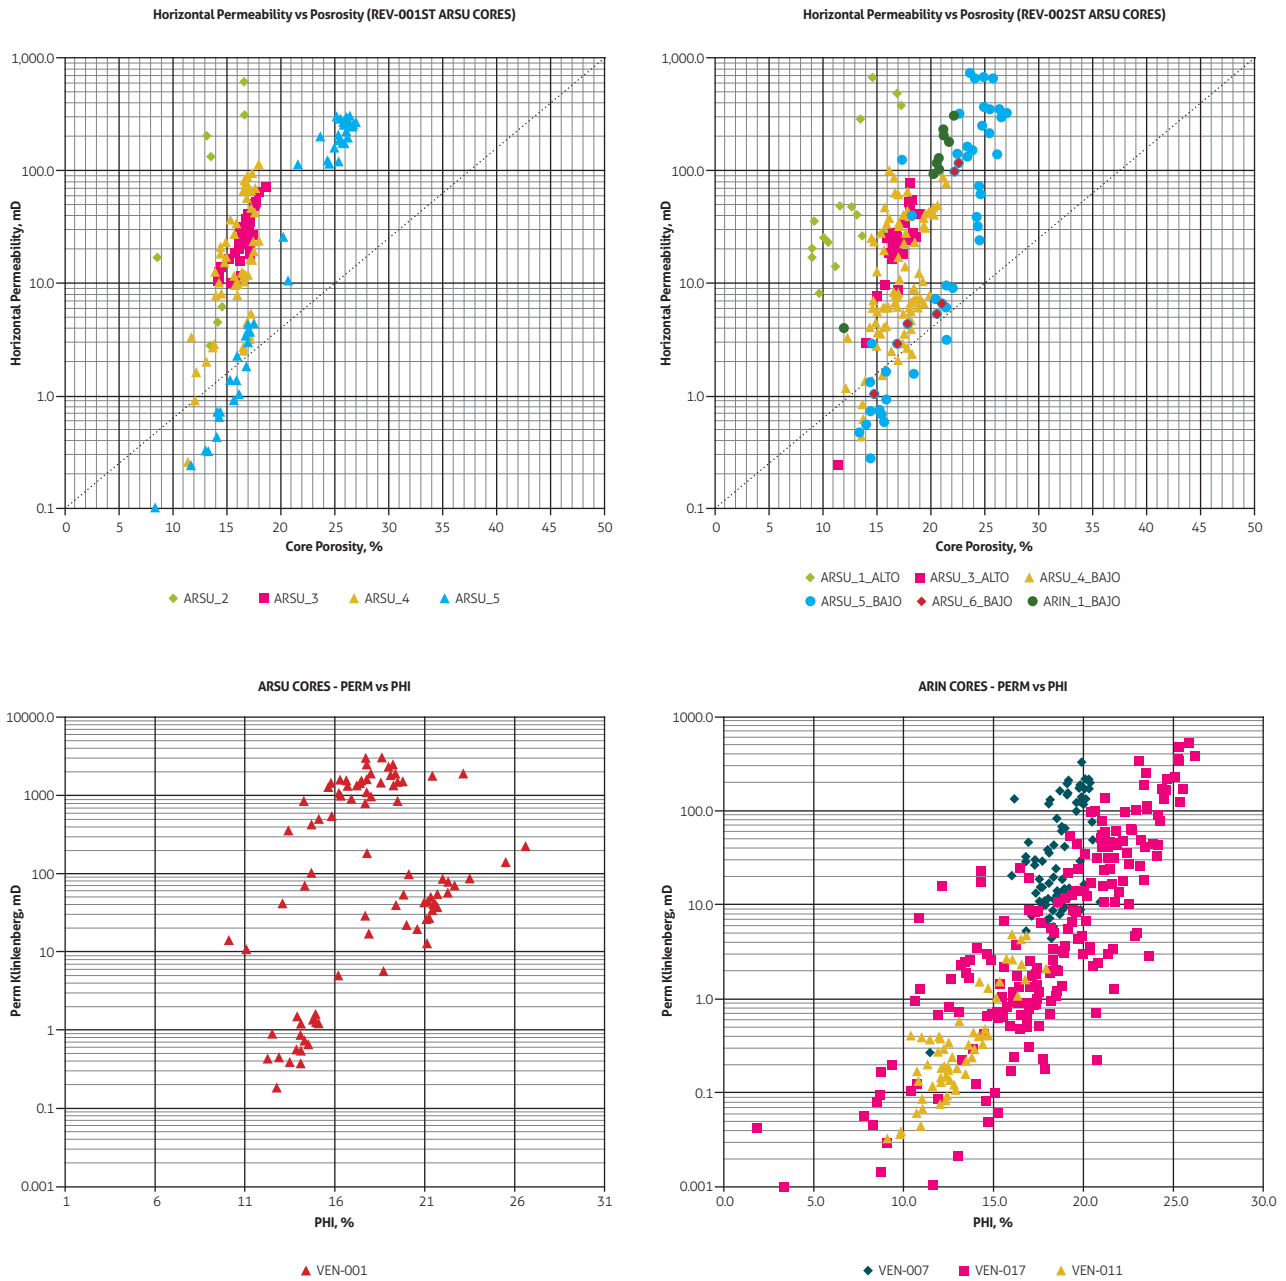 Horizontal Permeability vs Posrosity (REV-001ST ARSU CORES)
Horizontal Permeability, mD
1,000.0
100.0
10.0
1.0
0.1
0 5 10 15 20 25 30 35 40 45 50
Core Porosity, %
ARSU_2 ARSU_3 ARSU_4 ARSU_5
Horizontal Permeability vs Posrosity (REV-002ST ARSU CORES)
Horizontal Permeability, mD
1,000.0
100.0
10.0
1.0
0.1
0 5 10 15 20 25 30 35 40 45 50
Core Porosity, %
ARSU_1_ALTO ARSU_3_ALTO ARSU_4_BAJO
ARSU_5_BAJO ARSU_6_BAJO ARIN_1_BAJO
ARSU CORES - PERM vs PHI
Perm Klinkenberg, mD
10000.0
1000
100
10
1
0.1
0.001
1 6 11 16 21 26 31
PHI, %
VEN-001
ARIN CORES - PERM vs PHI
Perm Klinkenberg, mD
1000.0
100.0
10.0
1.0
0.1
0.001
0.0 5.0 10.0 15.0 20.0 25.0 30.0
PHI, %
VEN-007 VEN-017 VEN-011